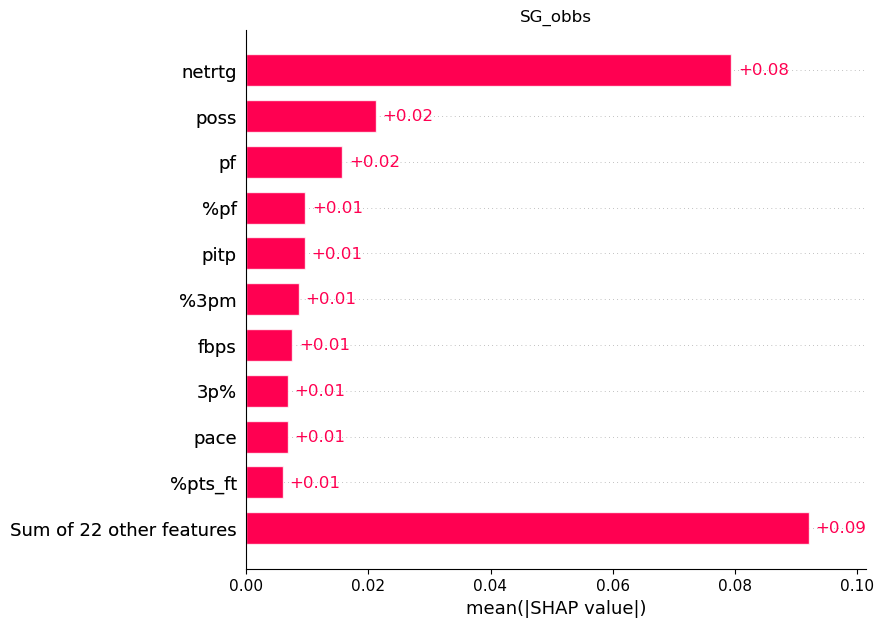 SG_obbs
netrtg +0.08
poss +0.02
pf +0.02
%pf +0.01
pitp +0.01
%3pm +0.01
fbps +0.01
3p% +0.01
pace +0.01
%pts_ft +0.01
Sum of 22 other features +0.09
0.00 0.02 0.04 0.06 0.08 0.10
mean(|SHAP value|)